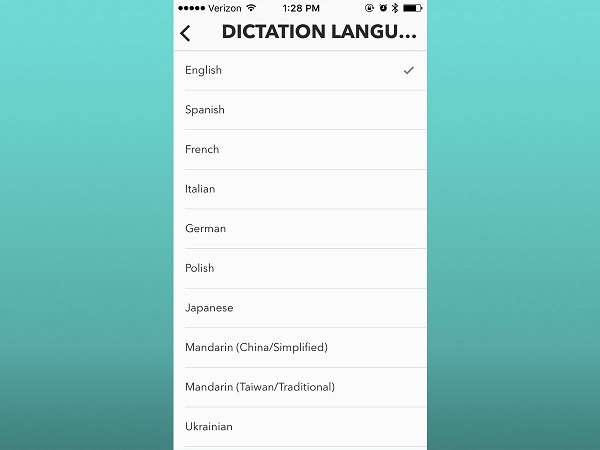 Verizon 1:28 PM
DICTATION LANGU...
English
Spanish
French
Italian
German
Polish
Japanese
Mandarin (China/Simplified)
Mandarin (Taiwan/Traditional)
Ukrainian